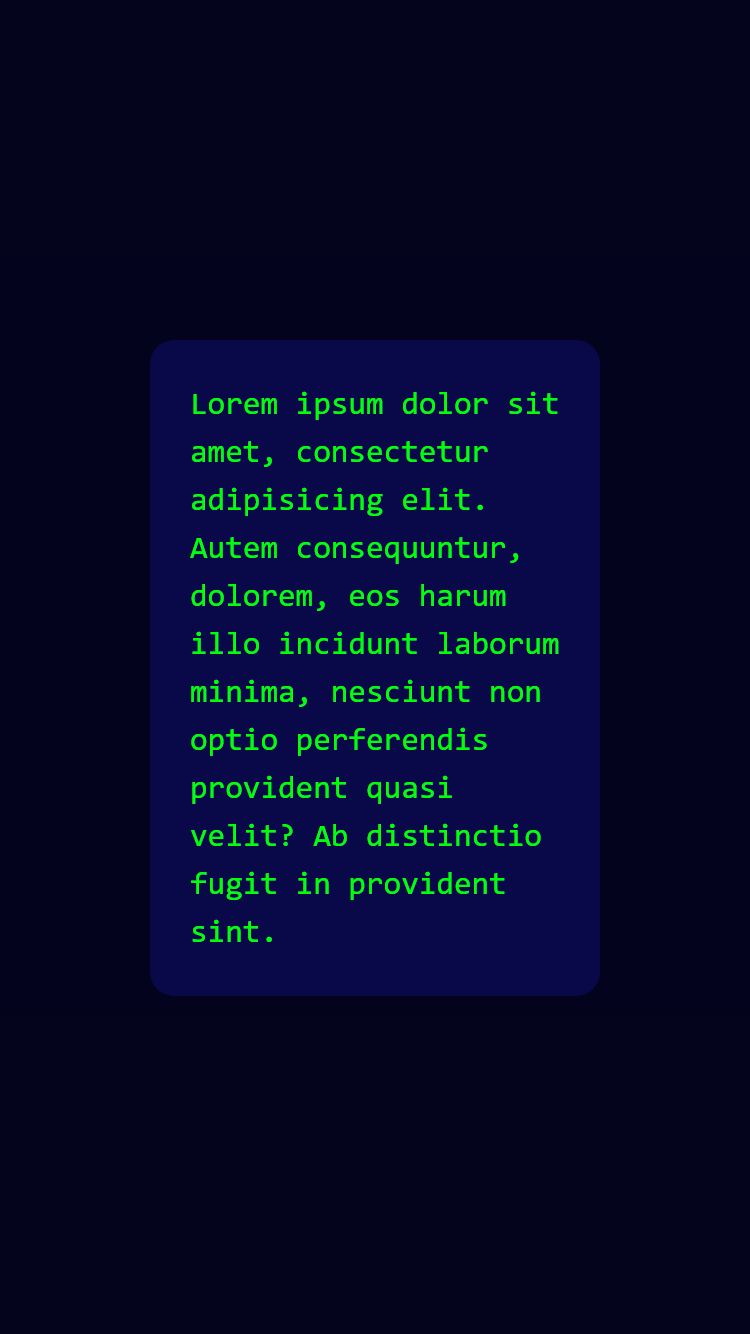 Lorem ipsum dolor sit
amet, consectetur
adipisicing elit.
Autem consequuntur,
dolorem, eos harum
illo incidunt laborum
minima, nesciunt non
optio perferendis
provident quasi
velit? Ab distinctio
fugit in provident
sint.